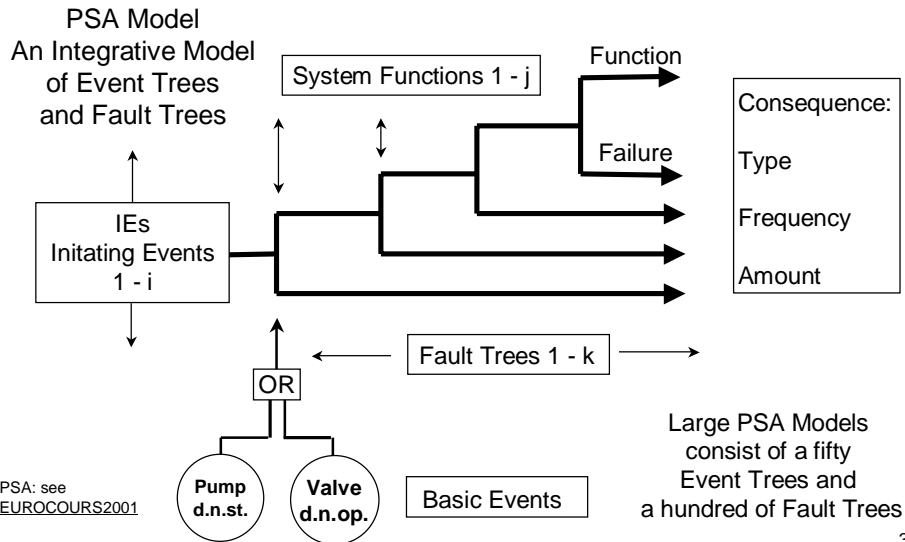 PSA Model
An Integrative Model
of Event Trees
and Fault Trees
System Functions 1 - j
Function
Failure
Consequence:
Type
Frequency
Amount
IEs
Initating Events
1 - i
Fault Trees 1 - k
OR
Pump
d.n.st.
Valve
d.n.op.
Basic Events
Large PSA Models
consist of a fifty
Event Trees and
a hundred of Fault Trees
PSA: see
EUROCOURS2001